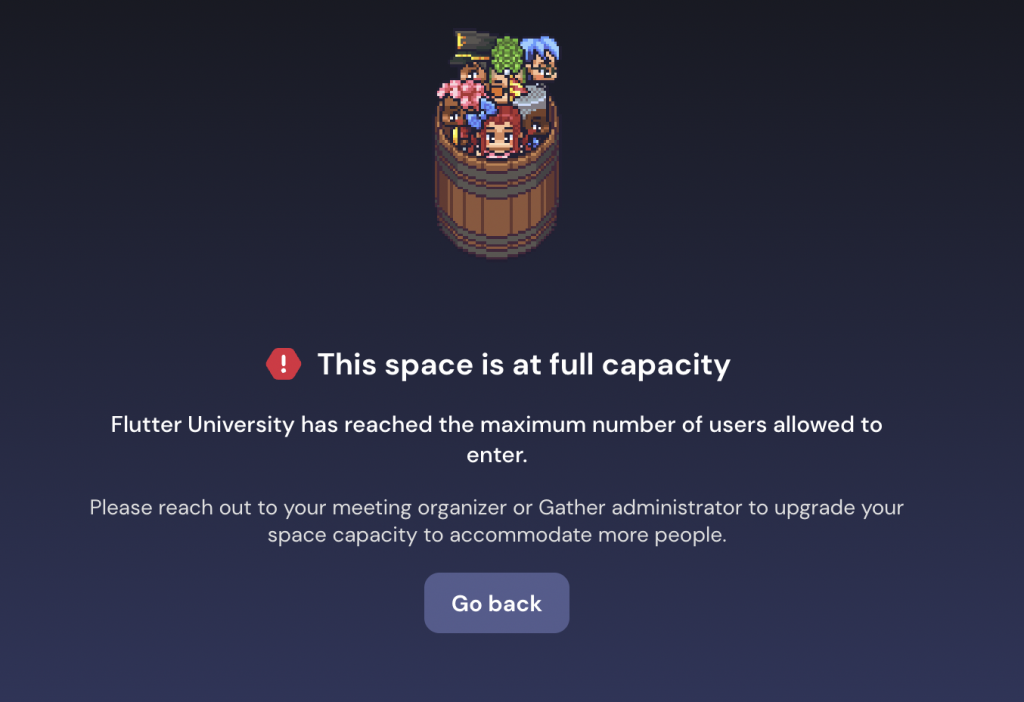 This space is at full capacity
Flutter University has reached the maximum number of users allowed to
enter.
Please reach out to your meeting organizer or Gather administrator to upgrade your
space capacity to accommodate more people.
Go back